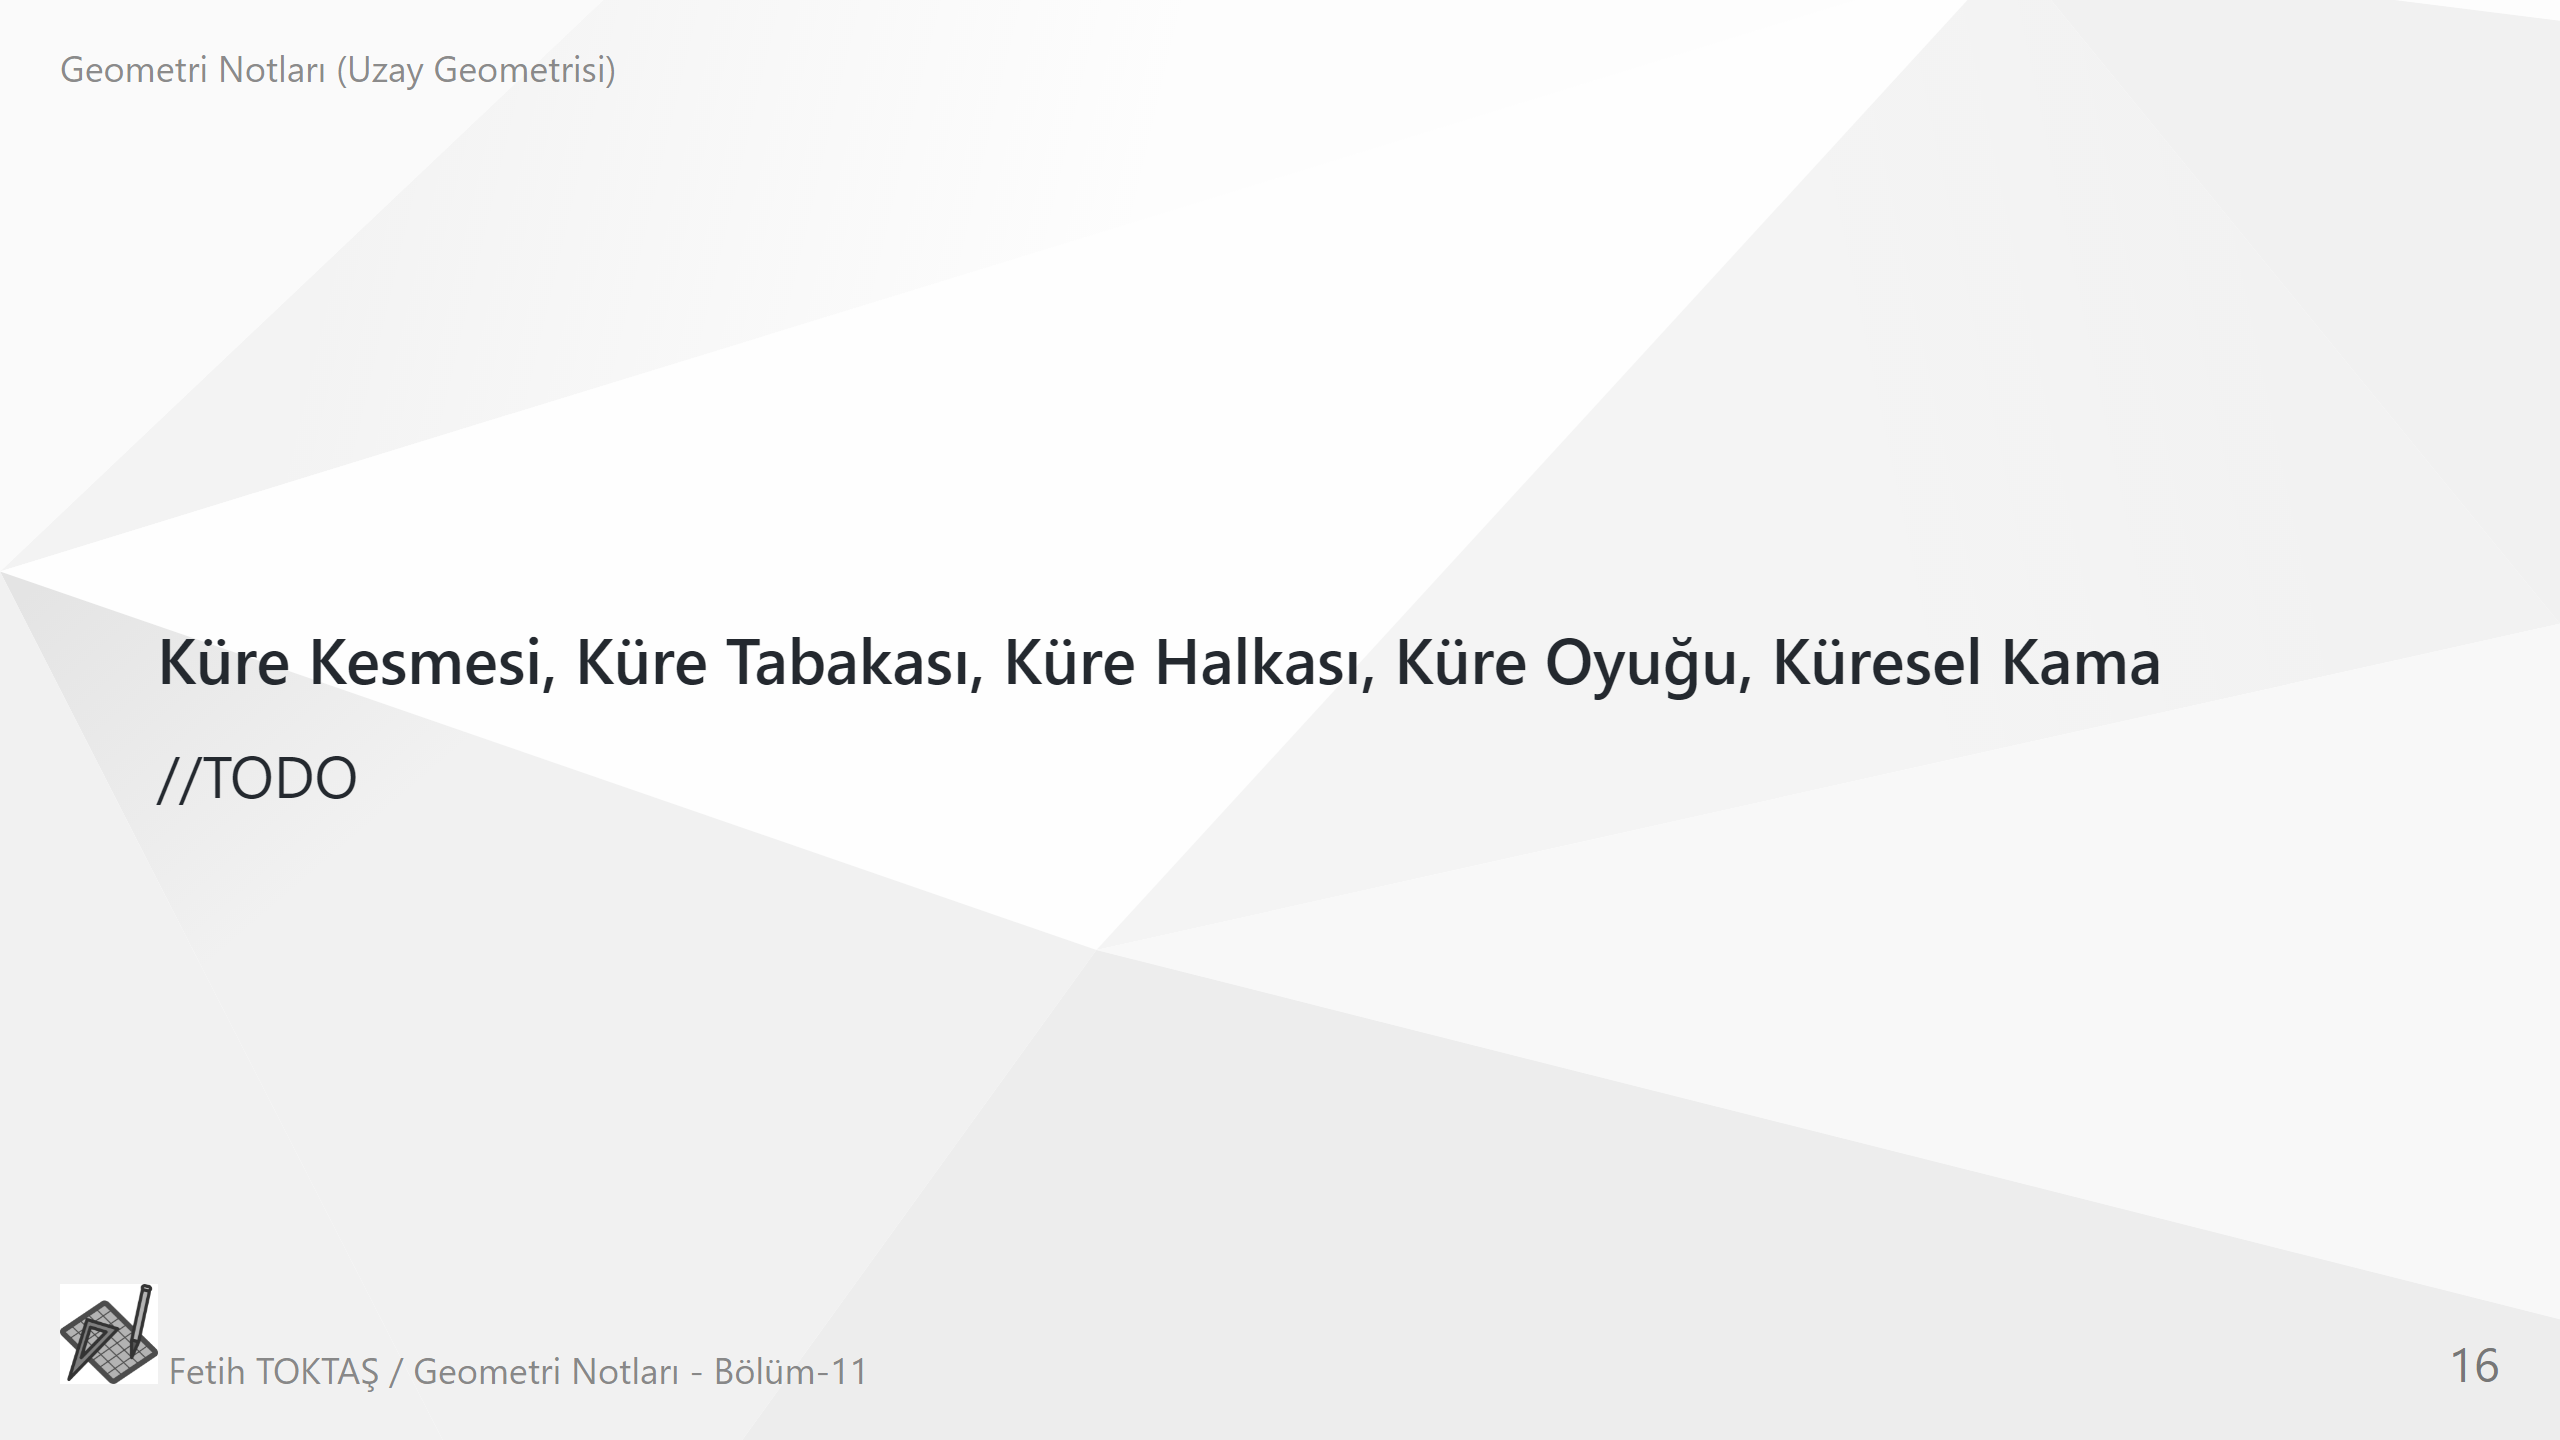 Geometri Notları (Uzay Geometrisi)
Küre Kesmesi, Küre Tabakası, Küre Halkası, Küre Oyuğu, Küresel Kama
//TODO
Fetih TOKTAŞ / Geometri Notları - Bölüm-11
16